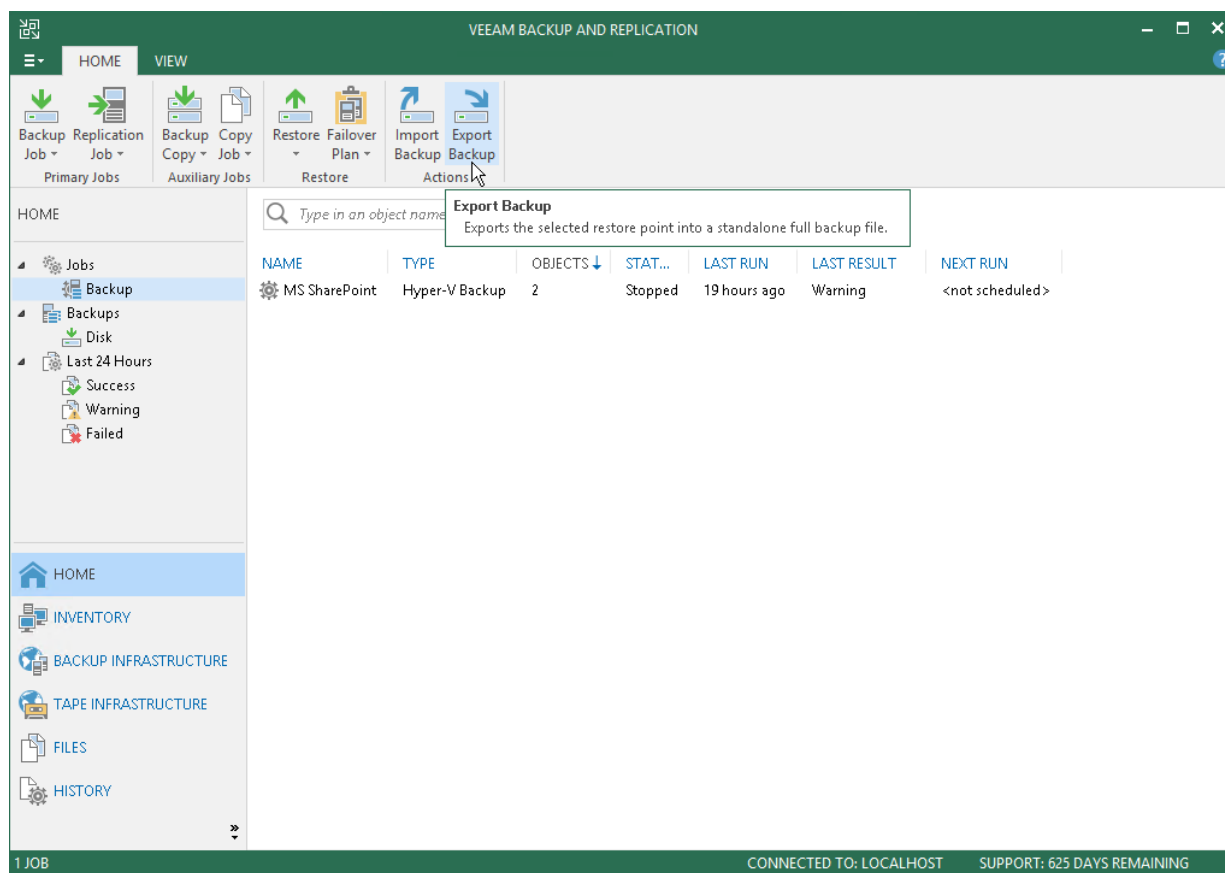 VEEAM BACKUP AND REPLICATION
HOME VIEW
Backup Job
Replication Job
Backup Copy
Copy Job
Restore
Failover Plan
Import Backup
Export Backup
Primary Jobs Auxiliary Jobs Restore Actions
HOME
Type in an object name
Export Backup
Exports the selected restore point into a standalone full backup file.
Jobs
Backup
Backups
Disk
Last 24 Hours
Success
Warning
Failed
NAME TYPE OBJECTS STAT... LAST RUN LAST RESULT NEXT RUN
MS SharePoint Hyper-V Backup 2 Stopped 19 hours ago Warning <not scheduled>
HOME
INVENTORY
BACKUP INFRASTRUCTURE
TAPE INFRASTRUCTURE
FILES
HISTORY
1 JOB CONNECTED TO: LOCALHOST SUPPORT: 625 DAYS REMAINING